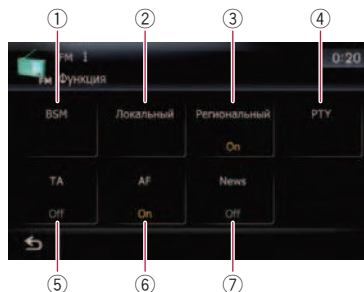 ① ② ③ ④
FM 1 0:20
FM Функция
BSM Локальный Региональный PTY
On
TA AF News
Off On Off
⑤ ⑥ ⑦